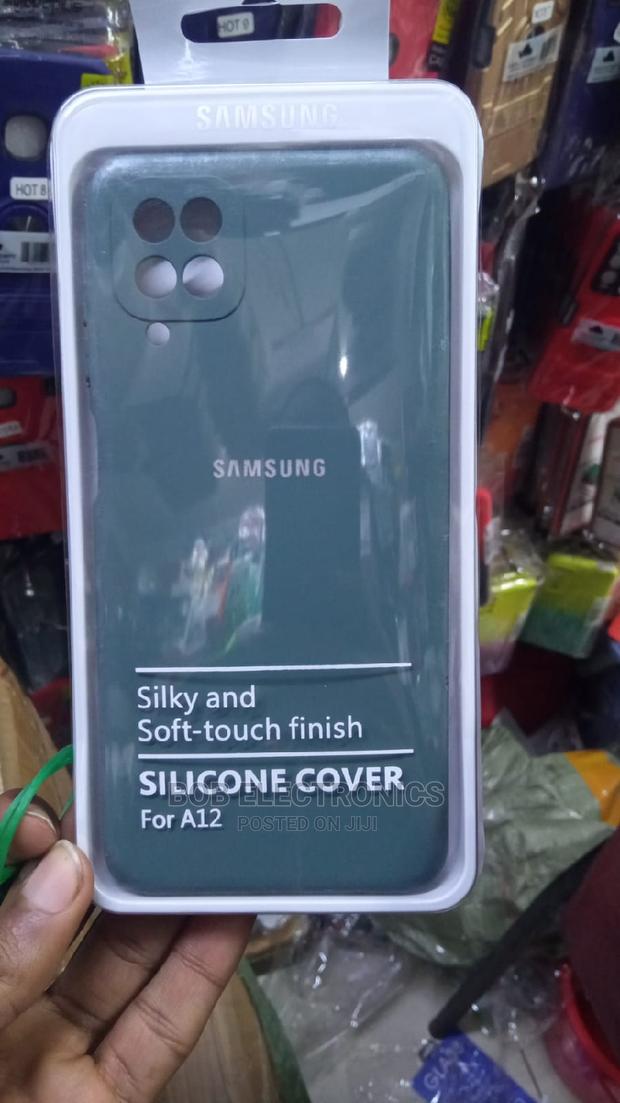 HOT 9
SAMSUNG
HOT 8
SAMSUNG
Silky and
Soft-touch finish
SILICONE COVER
BOB ELECTRONICS
For A12
POSTED ON JIJI